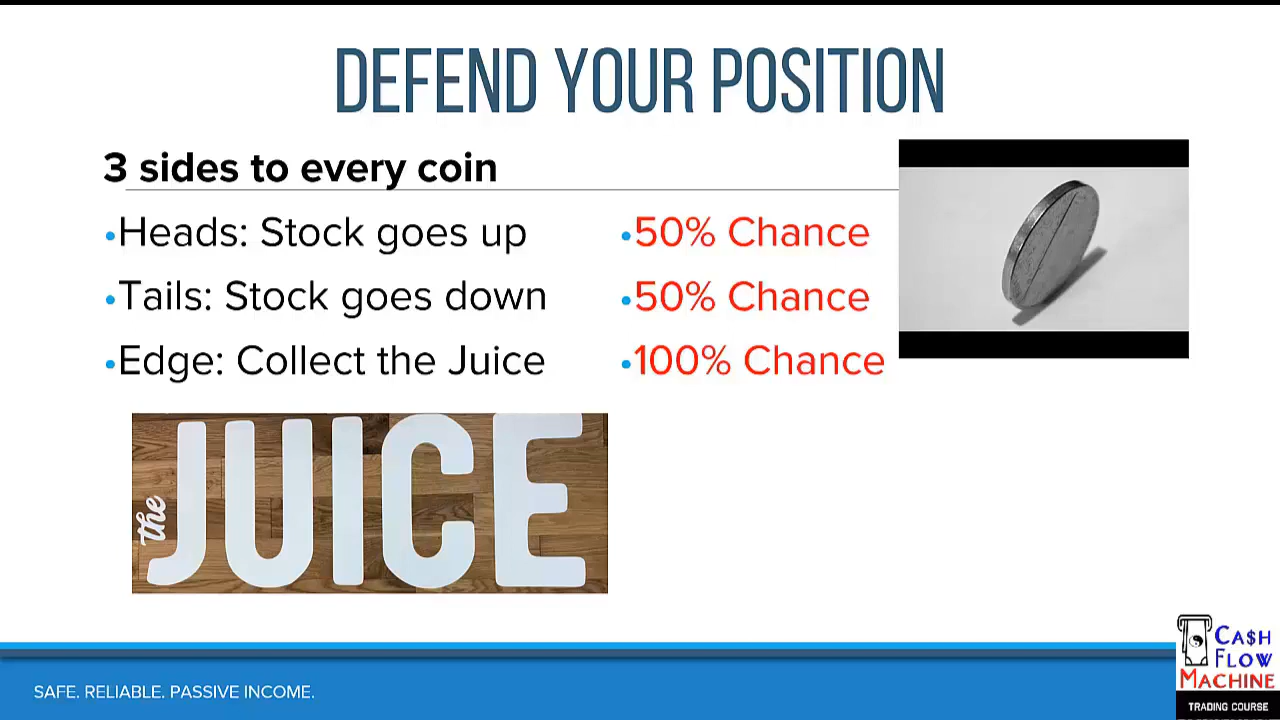 DEFEND YOUR POSITION
3 sides to every coin
•Heads: Stock goes up
•50% Chance
•Tails: Stock goes down
•50% Chance
•Edge: Collect the Juice
•100% Chance
the JUICE
SAFE. RELIABLE. PASSIVE INCOME.
CA$H
FLOW
MACHINE
TRADING COURSE